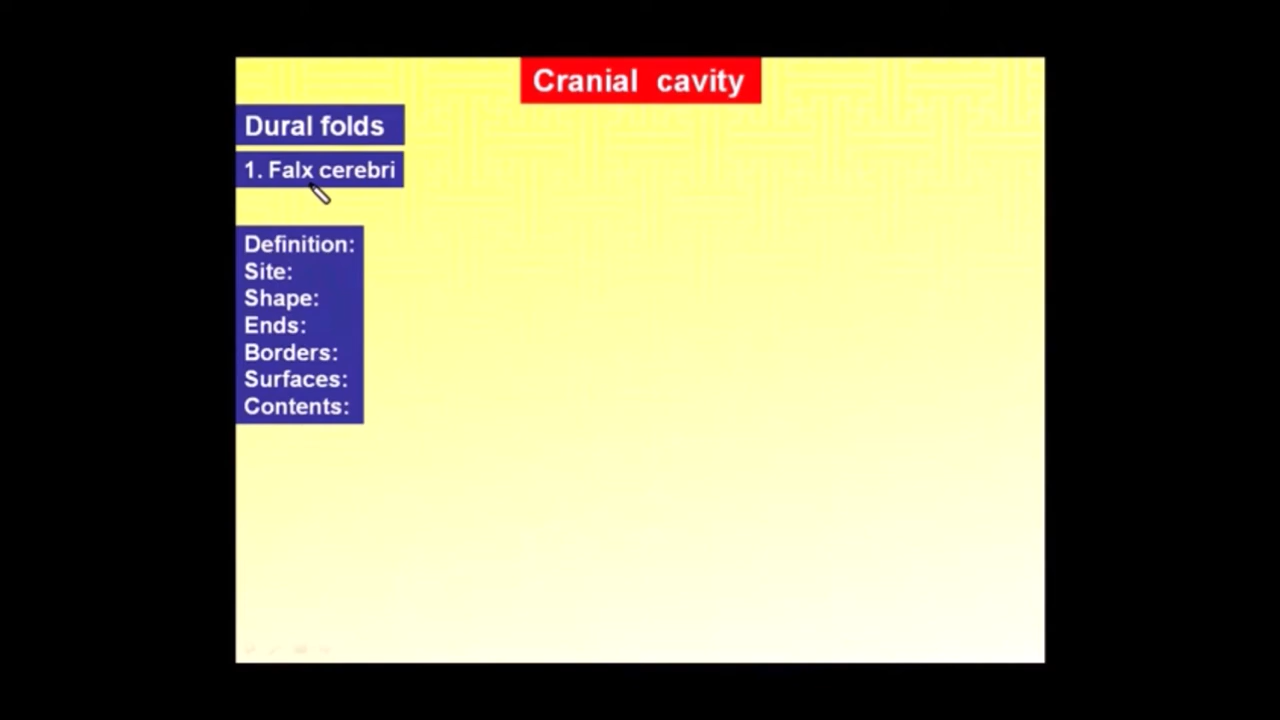 Cranial cavity
Dural folds
1. Falx cerebri
Definition:
Site:
Shape:
Ends:
Borders:
Surfaces:
Contents: